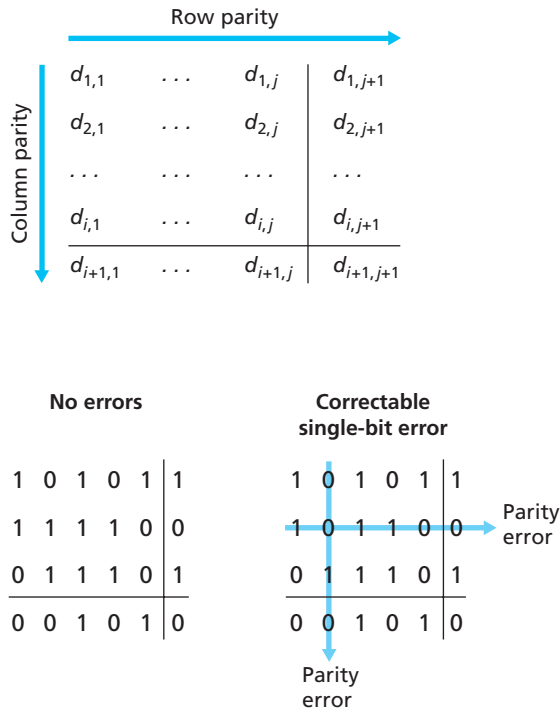 Row parity
Column parity
d1,1 . . . d1,j d1,j+1
d2,1 . . . d2,j d2,j+1
. . . . . . . . . . . .
di,1 . . . di,j di,j+1
di+1,1 . . . di+1,j di+1,j+1
No errors
1 0 1 0 1 1
1 1 1 1 0 0
0 1 1 1 0 1
0 0 1 0 1 0
Correctable
single-bit error
1 0 1 0 1 1
1 0 1 1 0 0
0 1 1 1 0 1
0 0 1 0 1 0
Parity
error
Parity
error